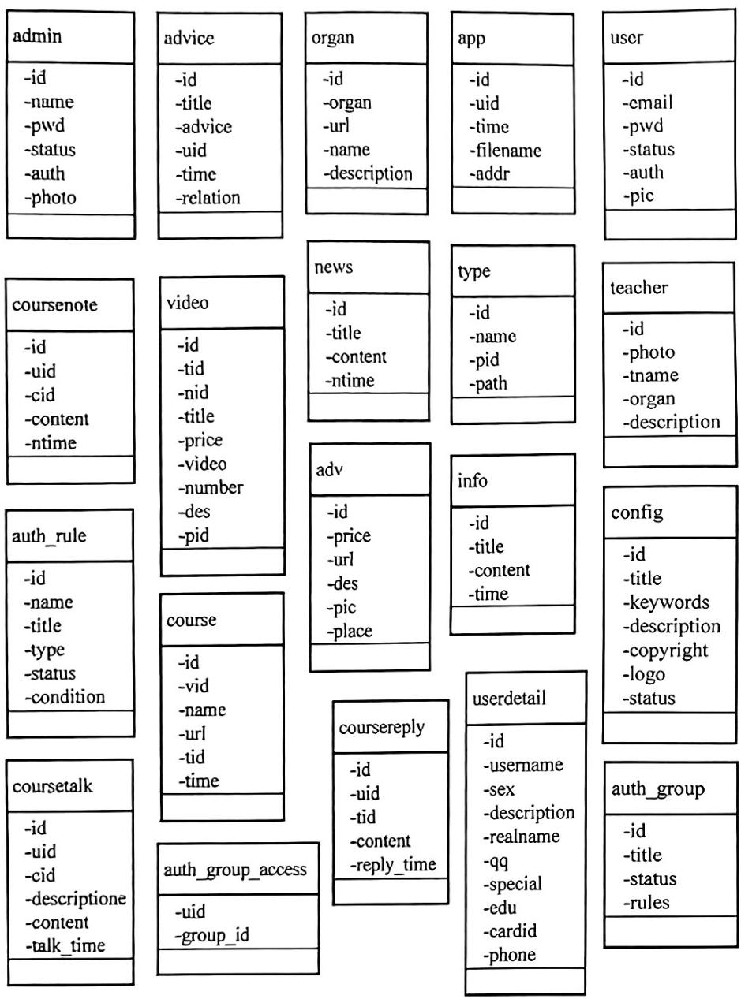 admin
-id
-name
-pwd
-status
-auth
-photo
advice
-id
-title
-advice
-uid
-time
-relation
organ
-id
-organ
-url
-name
-description
app
-id
-uid
-time
-filename
-addr
user
-id
-email
-pwd
-status
-auth
-pic
coursenote
-id
-uid
-cid
-content
-ntime
video
-id
-tid
-nid
-title
-price
-video
-number
-des
-pid
news
-id
-title
-content
-ntime
type
-id
-name
-pid
-path
teacher
-id
-photo
-tname
-organ
-description
auth_rule
-id
-name
-title
-type
-status
-condition
course
-id
-vid
-name
-url
-tid
-time
adv
-id
-price
-url
-des
-pic
-place
info
-id
-title
-content
-time
config
-id
-title
-keywords
-description
-copyright
-logo
-status
coursetalk
-id
-uid
-cid
-descriptione
-content
-talk_time
auth_group_access
-uid
-group_id
coursereply
-id
-uid
-tid
-content
-reply_time
userdetail
-id
-username
-sex
-description
-realname
-qq
-special
-edu
-cardid
-phone
auth_group
-id
-title
-status
-rules